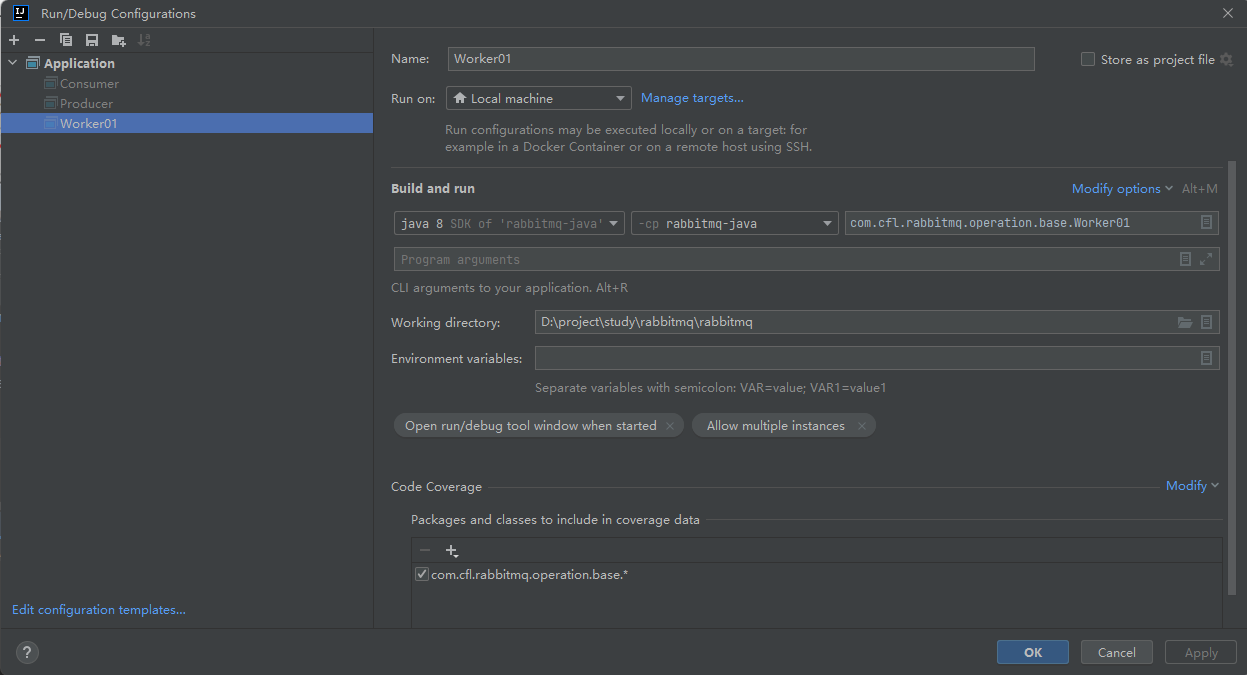 Run/Debug Configurations
Application
Consumer
Producer
Worker01
Edit configuration templates...
Name: Worker01 Store as project file
Run on: Local machine Manage targets...
Run configurations may be executed locally or on a target: for
example in a Docker Container or on a remote host using SSH.
Build and run Modify options Alt+M
java 8 SDK of 'rabbitmq-java' -cp rabbitmq-java com.cfl.rabbitmq.operation.base.Worker01
Program arguments
CLI arguments to your application. Alt+R
Working directory: D:\project\study\rabbitmq\rabbitmq
Environment variables:
Separate variables with semicolon: VAR=value; VAR1=value1
Open run/debug tool window when started × Allow multiple instances ×
Code Coverage Modify
Packages and classes to include in coverage data
com.cfl.rabbitmq.operation.base.*
? OK Cancel Apply